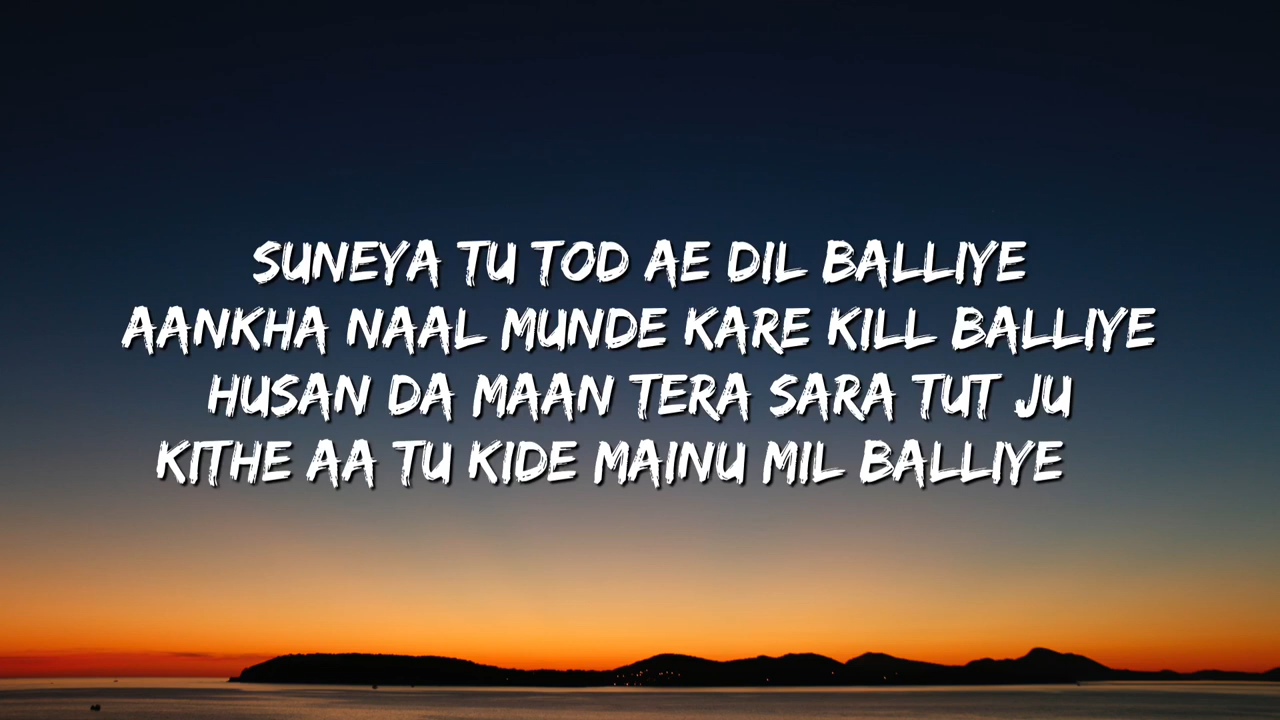 SUNEYA TU TOD AE DIL BALLIYE
AANKHA NAAL MUNDE KARE KILL BALLIYE
HUSAN DA MAAN TERA SARA TUT JU
KITHE AA TU KIDE MAINU MIL BALLIYE